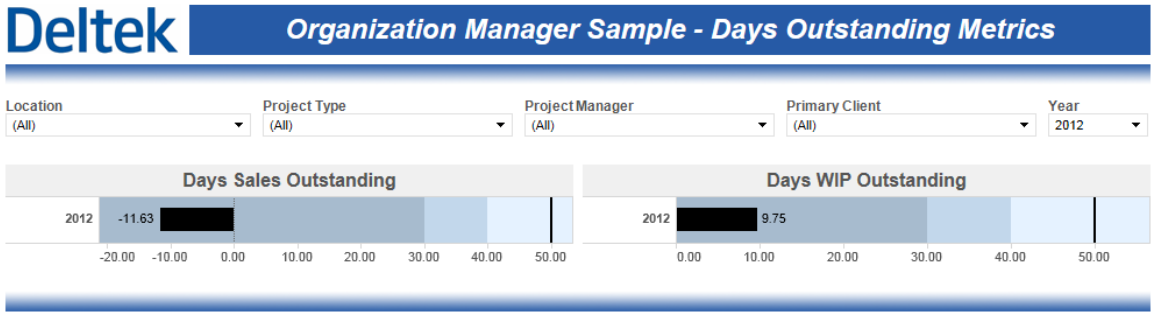 Deltek Organization Manager Sample - Days Outstanding Metrics
Location Project Type Project Manager Primary Client Year
(All) (All) (All) (All) 2012
Days Sales Outstanding Days WIP Outstanding
2012 -11.63 2012 9.75
-20.00 -10.00 0.00 10.00 20.00 30.00 40.00 50.00 0.00 10.00 20.00 30.00 40.00 50.00